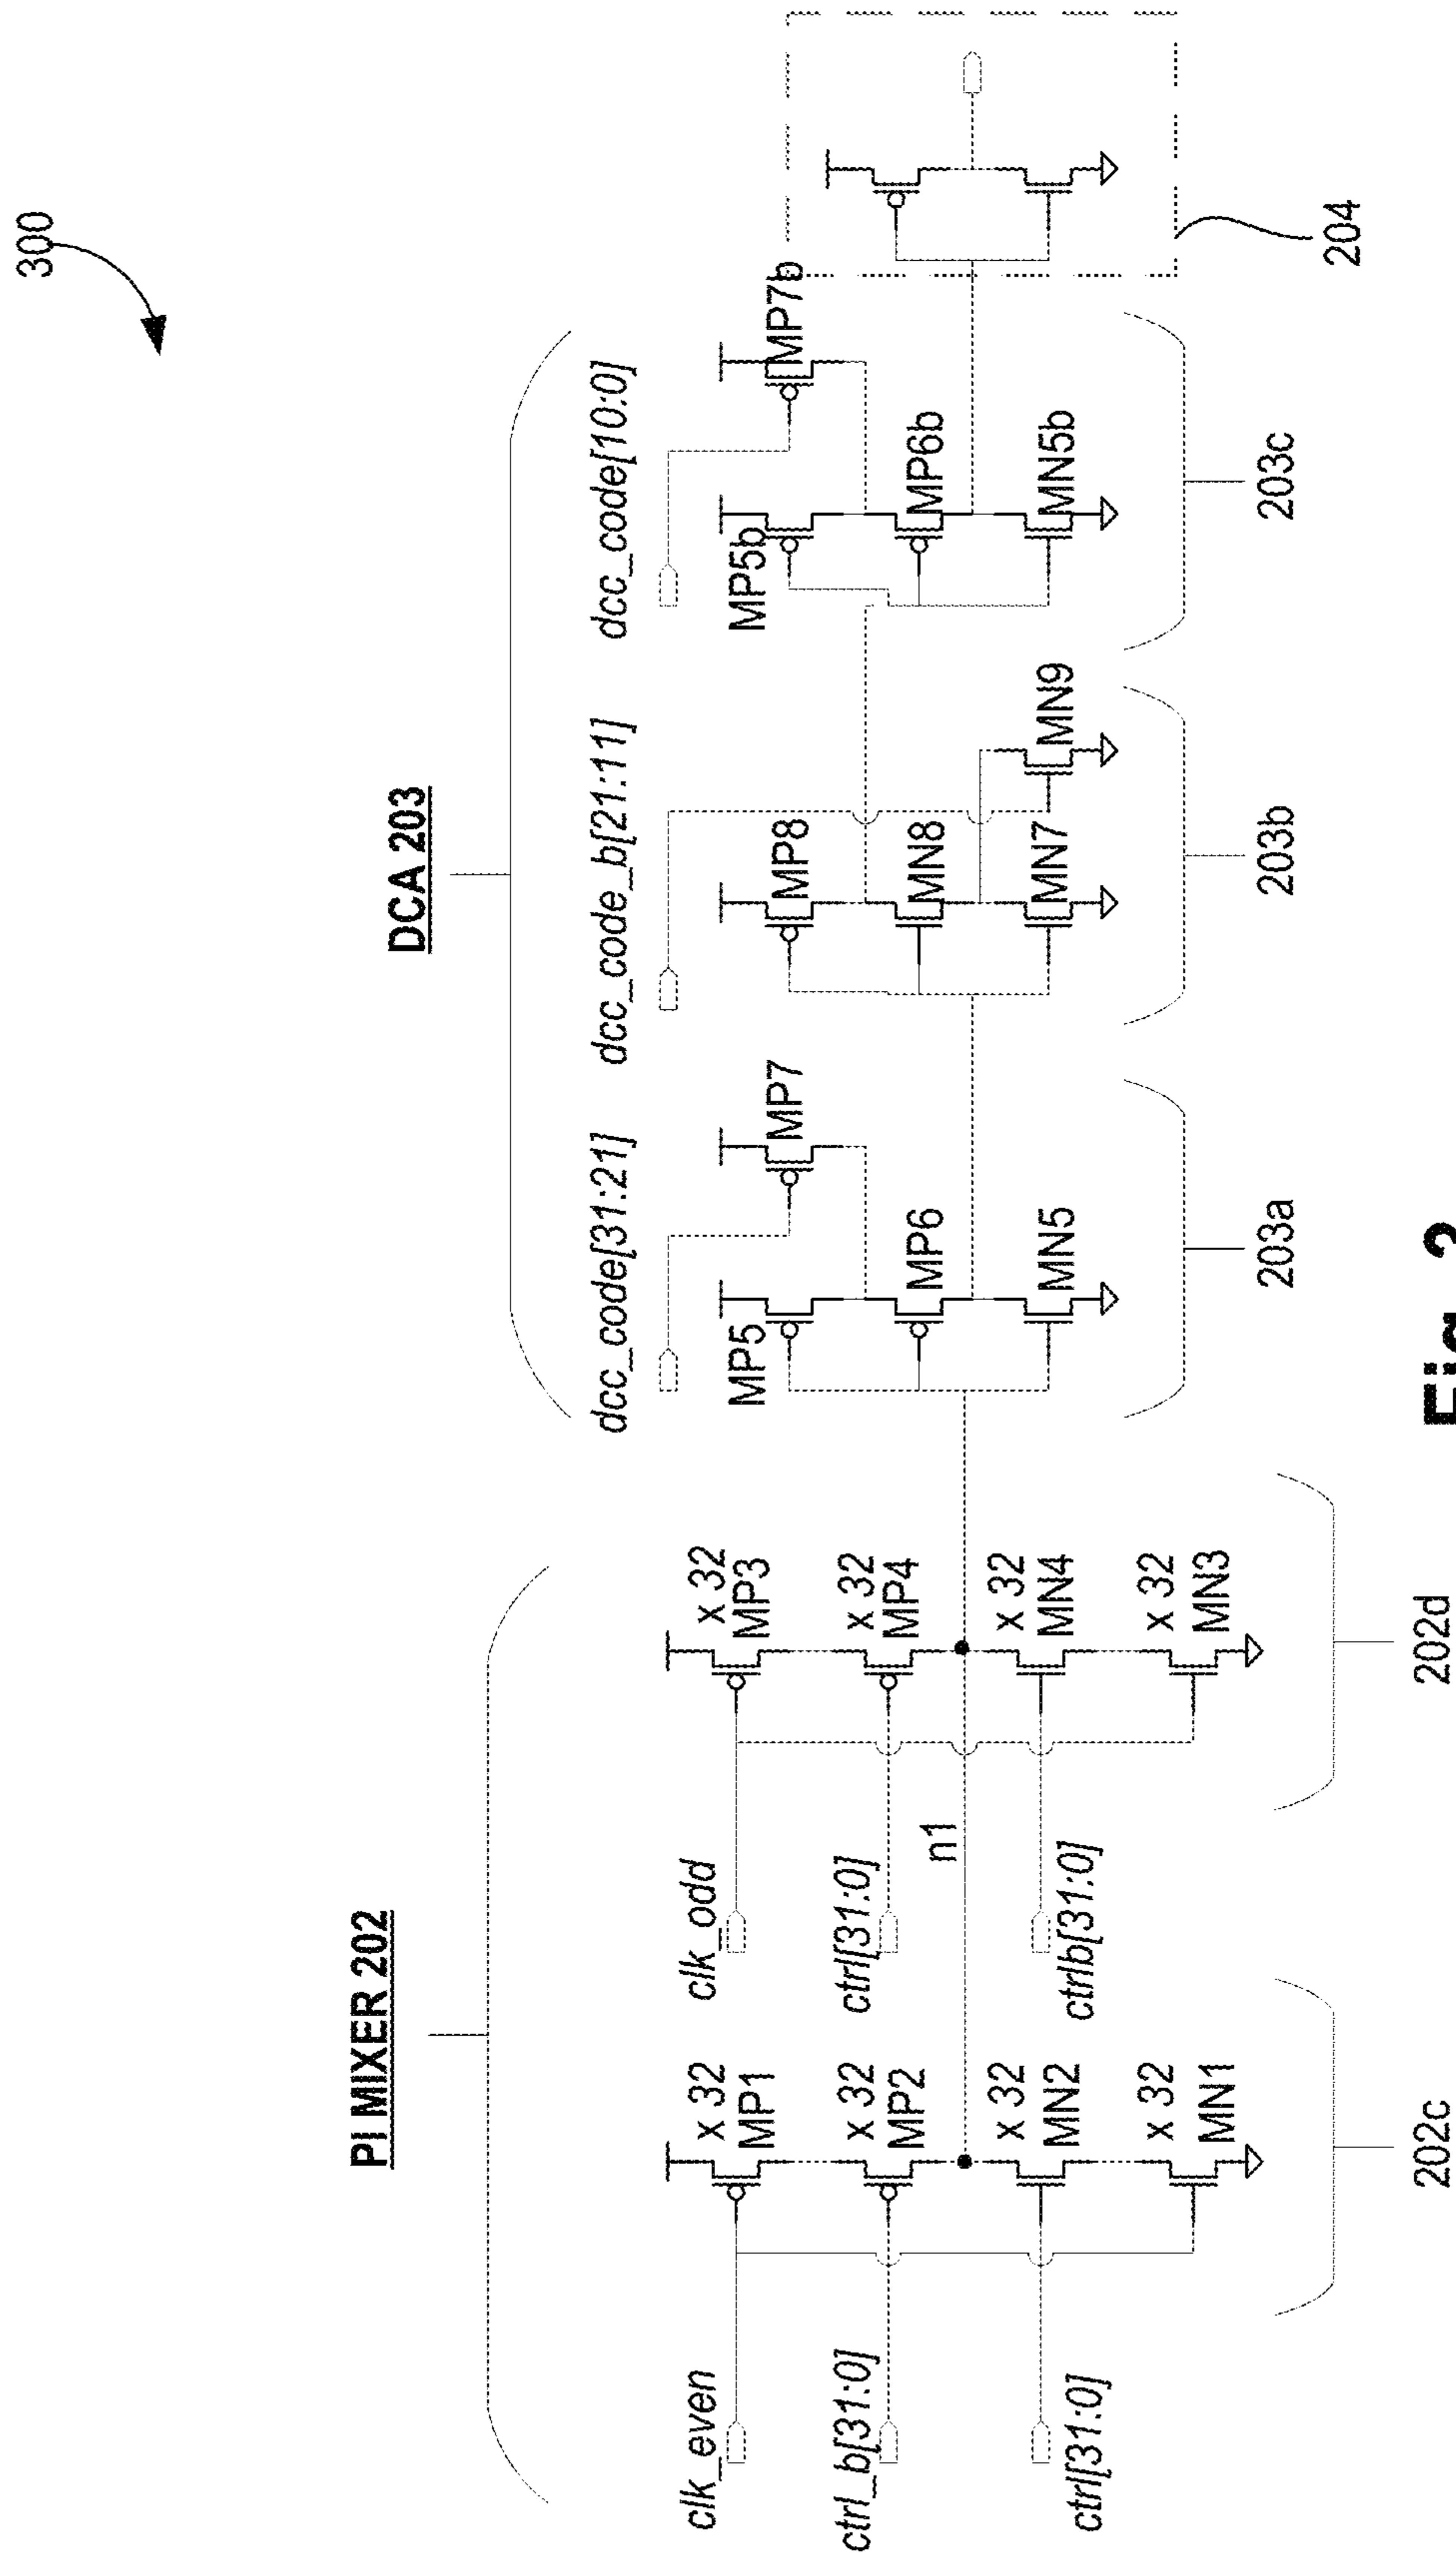 300
PI MIXER 202
DCA 203
clk_even
ctrl_b[31:0]
ctrl[31:0]
x 32
MP1
x 32
MP2
x 32
MN2
x 32
MN1
202c
n1
clk_odd
ctrl[31:0]
ctrlb[31:0]
x 32
MP3
x 32
MP4
x 32
MN4
x 32
MN3
202d
dcc_code[31:21]
MP5
MP7
MP6
MN5
203a
dcc_code_b[21:11]
MP8
MN8
MN7
MN9
203b
dcc_code[10:0]
MP5b
MP7b
MP6b
MN5b
203c
204
Fig.